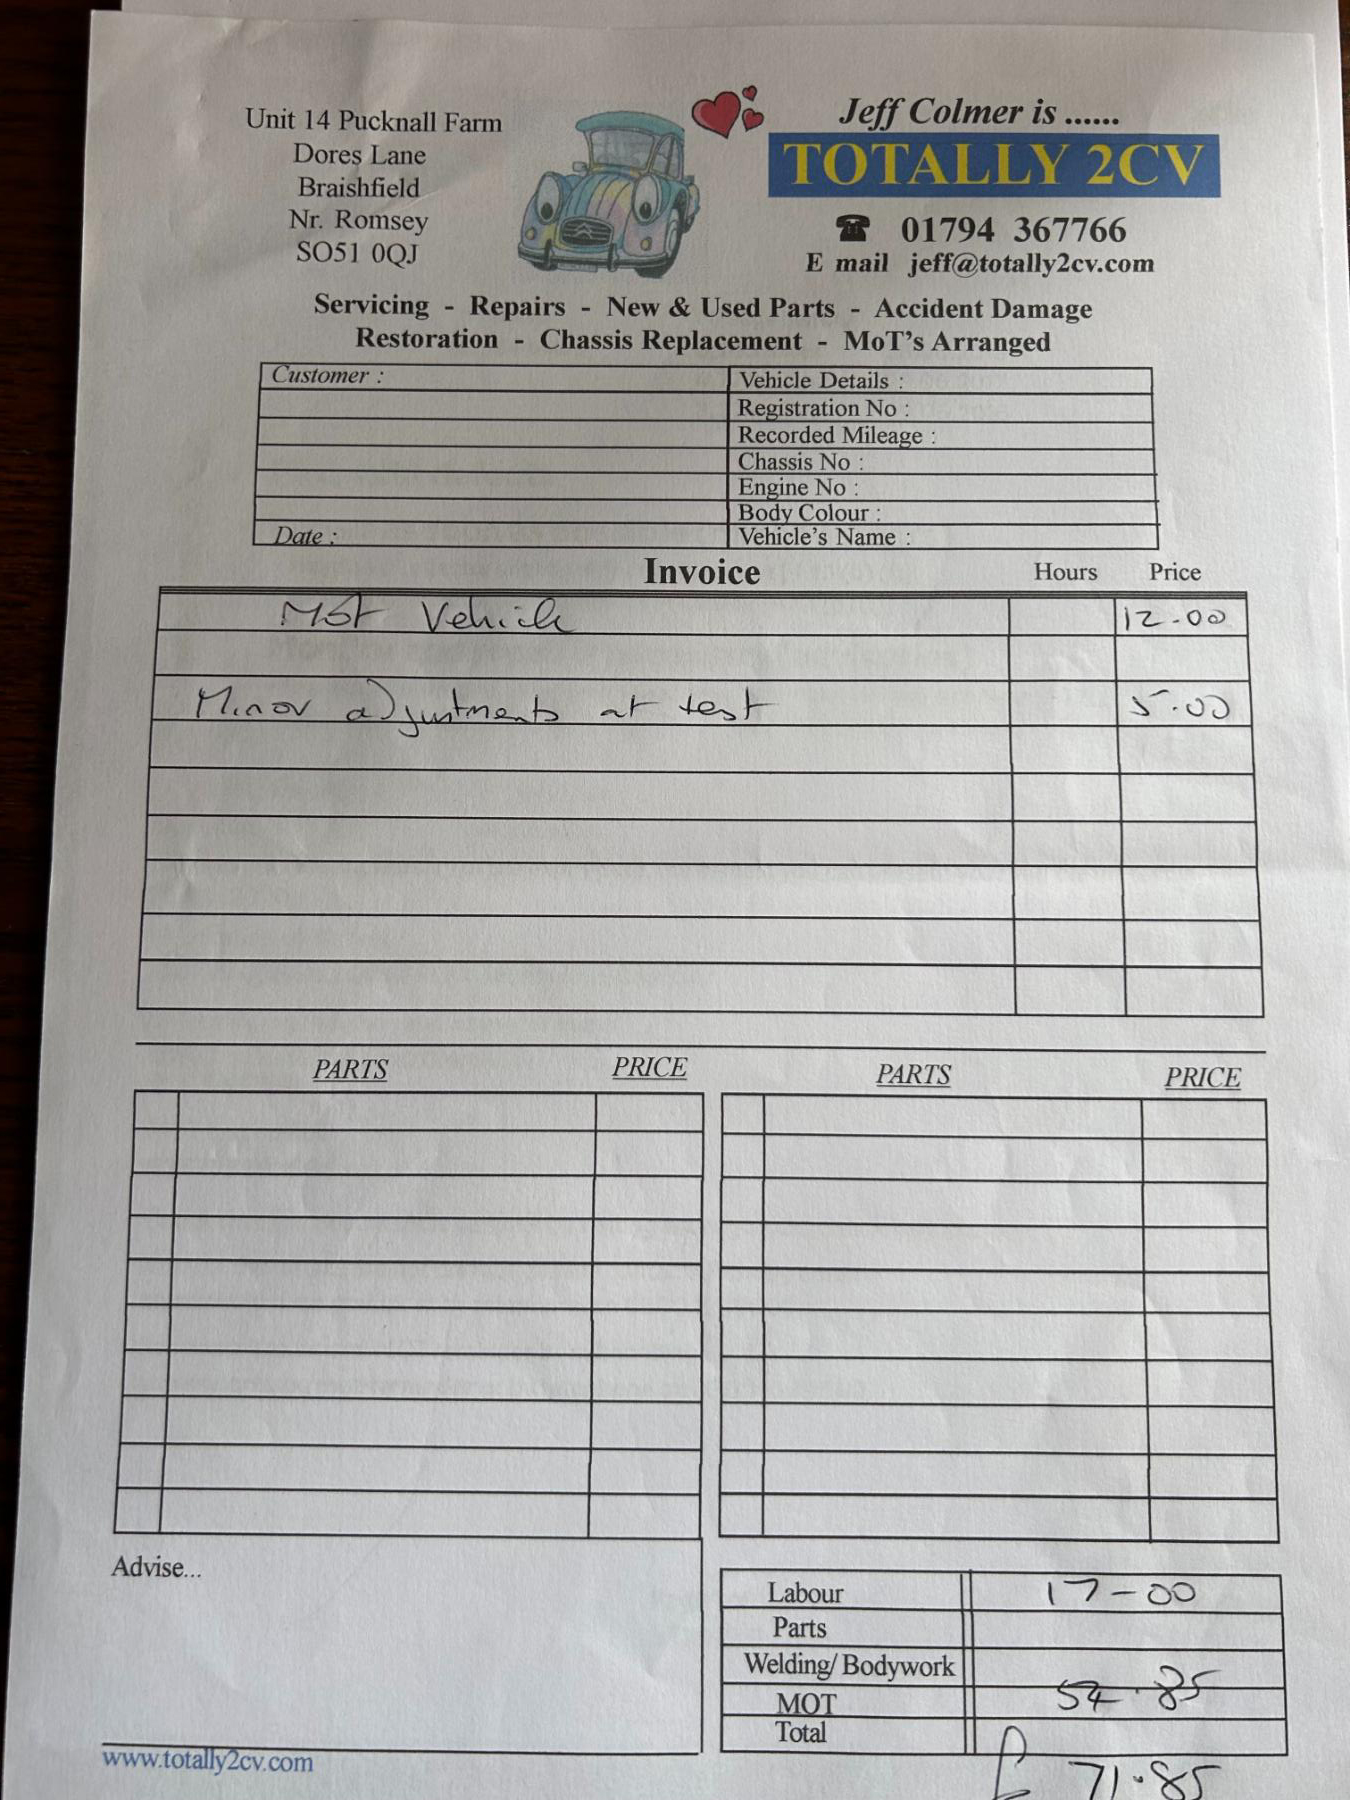 Unit 14 Pucknall Farm
Dores Lane
Braishfield
Nr. Romsey
SO51 0QJ
Jeff Colmer is ......
TOTALLY 2CV
☎ 01794 367766
E mail jeff@totally2cv.com
Servicing - Repairs - New & Used Parts - Accident Damage
Restoration - Chassis Replacement - MoT's Arranged
Customer :
Vehicle Details :
Registration No :
Recorded Mileage :
Chassis No :
Engine No :
Body Colour :
Date :
Vehicle's Name :
Invoice Hours Price
MOT Vehicle 12.00
Minor adjustments at test 5.00
PARTS PRICE PARTS PRICE
Advise...
Labour 17-00
Parts
Welding/ Bodywork
MOT 54.85
Total £ 71.85
www.totally2cv.com